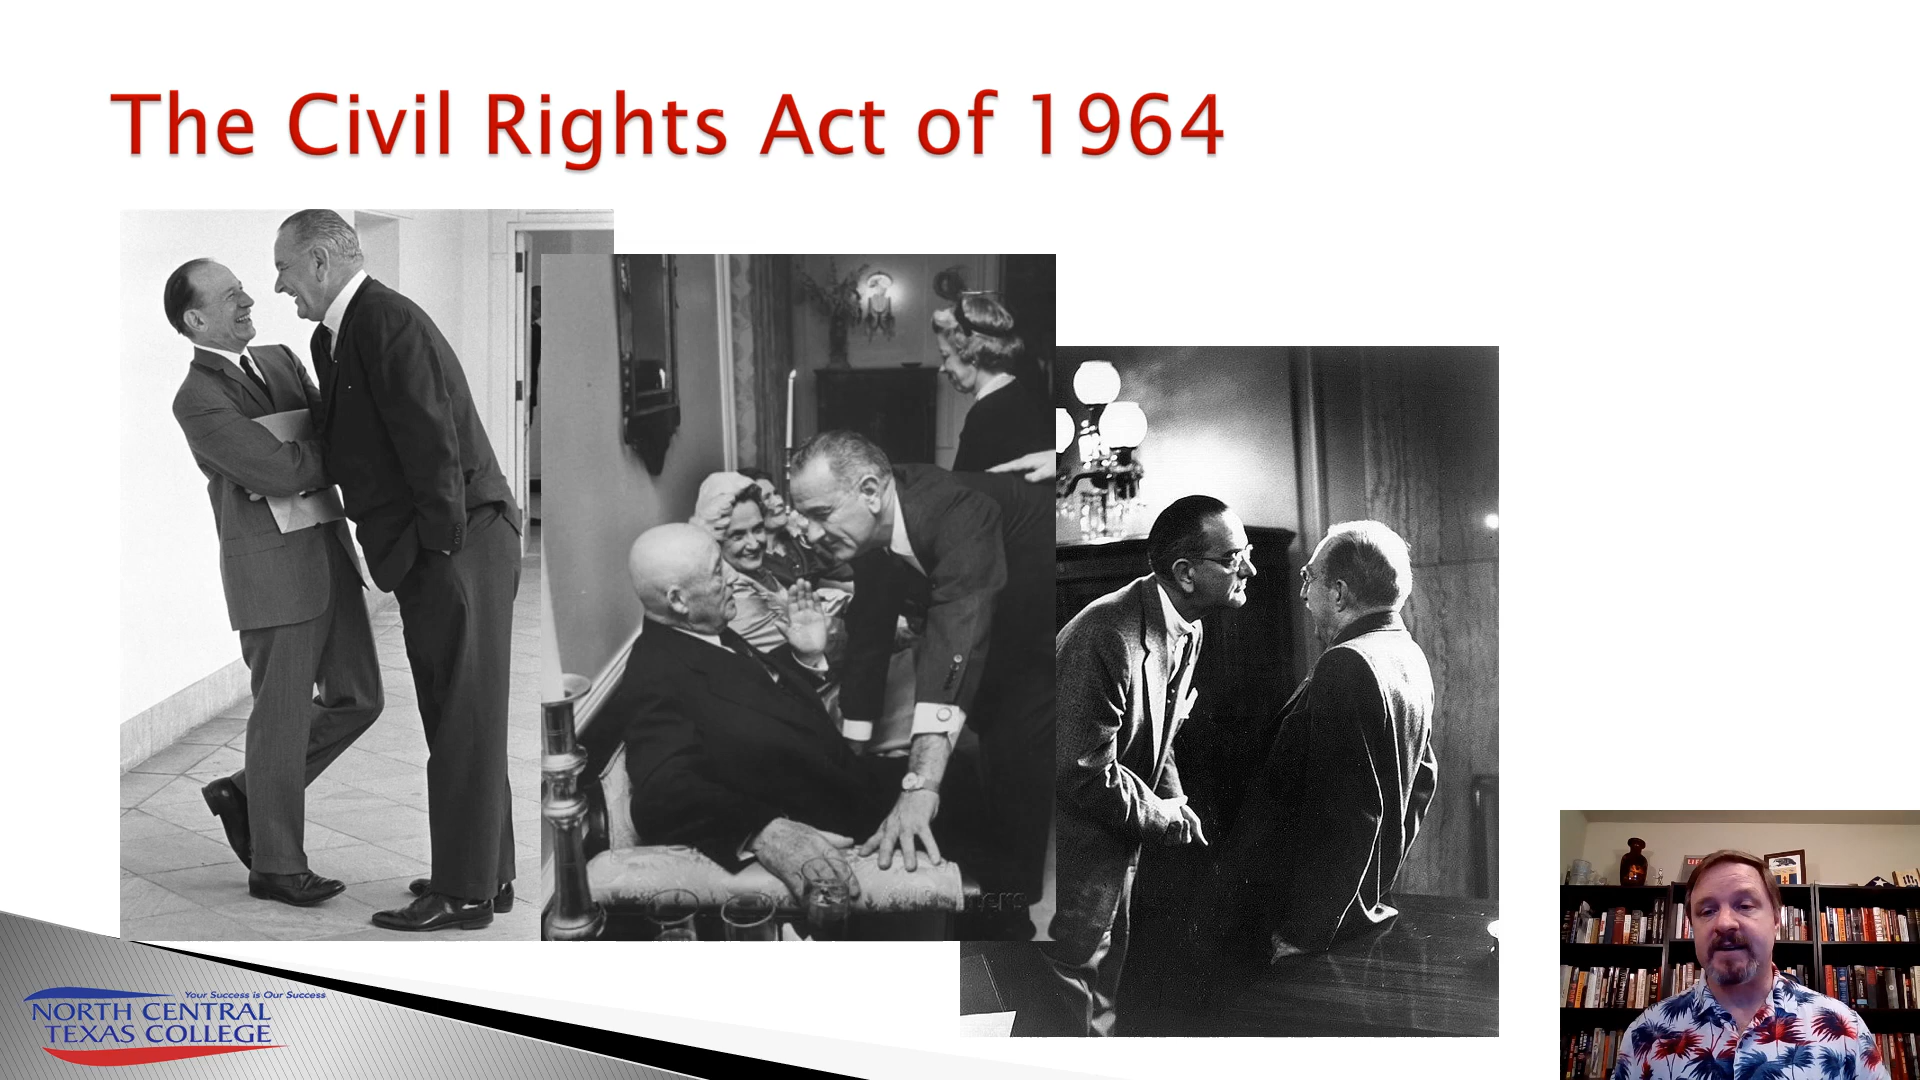 The Civil Rights Act of 1964
Your Success is Our Success
NORTH CENTRAL
TEXAS COLLEGE